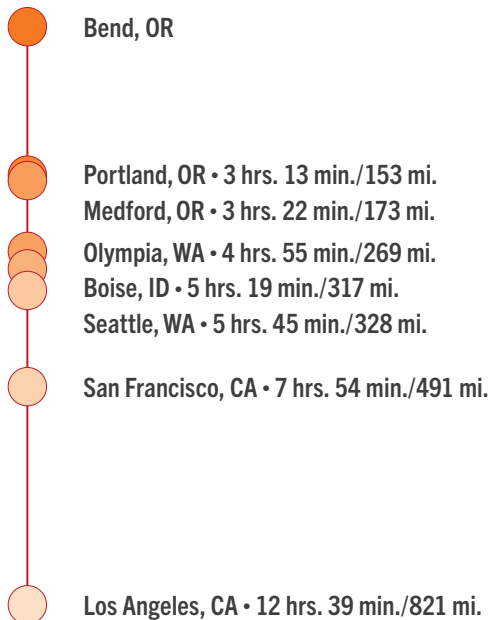 Bend, OR
Portland, OR • 3 hrs. 13 min./153 mi.
Medford, OR • 3 hrs. 22 min./173 mi.
Olympia, WA • 4 hrs. 55 min./269 mi.
Boise, ID • 5 hrs. 19 min./317 mi.
Seattle, WA • 5 hrs. 45 min./328 mi.
San Francisco, CA • 7 hrs. 54 min./491 mi.
Los Angeles, CA • 12 hrs. 39 min./821 mi.